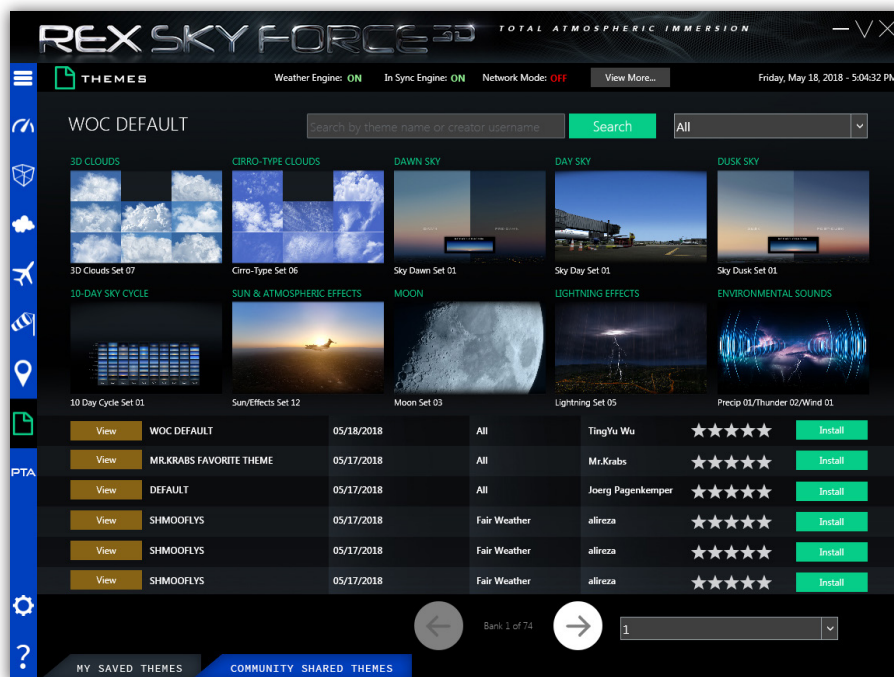 REX SKY FORCE 3D TOTAL ATMOSPHERIC IMMERSION
THEMES Weather Engine: ON In Sync Engine: ON Network Mode: OFF View More... Friday, May 18, 2018 - 5:04:32 PM
WOC DEFAULT Search by theme name or creator username Search All
3D CLOUDS CIRRO-TYPE CLOUDS DAWN SKY DAY SKY DUSK SKY
3D Clouds Set 07 Cirro-Type Set 06 Sky Dawn Set 01 Sky Day Set 01 Sky Dusk Set 01
10-DAY SKY CYCLE SUN & ATMOSPHERIC EFFECTS MOON LIGHTNING EFFECTS ENVIRONMENTAL SOUNDS
10 Day Cycle Set 01 Sun/Effects Set 12 Moon Set 03 Lightning Set 05 Precip 01/Thunder 02/Wind 01
View WOC DEFAULT 05/18/2018 All TingYu Wu Install
View MR.KRABS FAVORITE THEME 05/17/2018 All Mr.Krabs Install
PTA
View DEFAULT 05/17/2018 All Joerg Pagenkemper Install
View SHMOOFLYS 05/17/2018 Fair Weather alireza Install
View SHMOOFLYS 05/17/2018 Fair Weather alireza Install
View SHMOOFLYS 05/17/2018 Fair Weather alireza Install
Bank 1 of 74 1
MY SAVED THEMES COMMUNITY SHARED THEMES